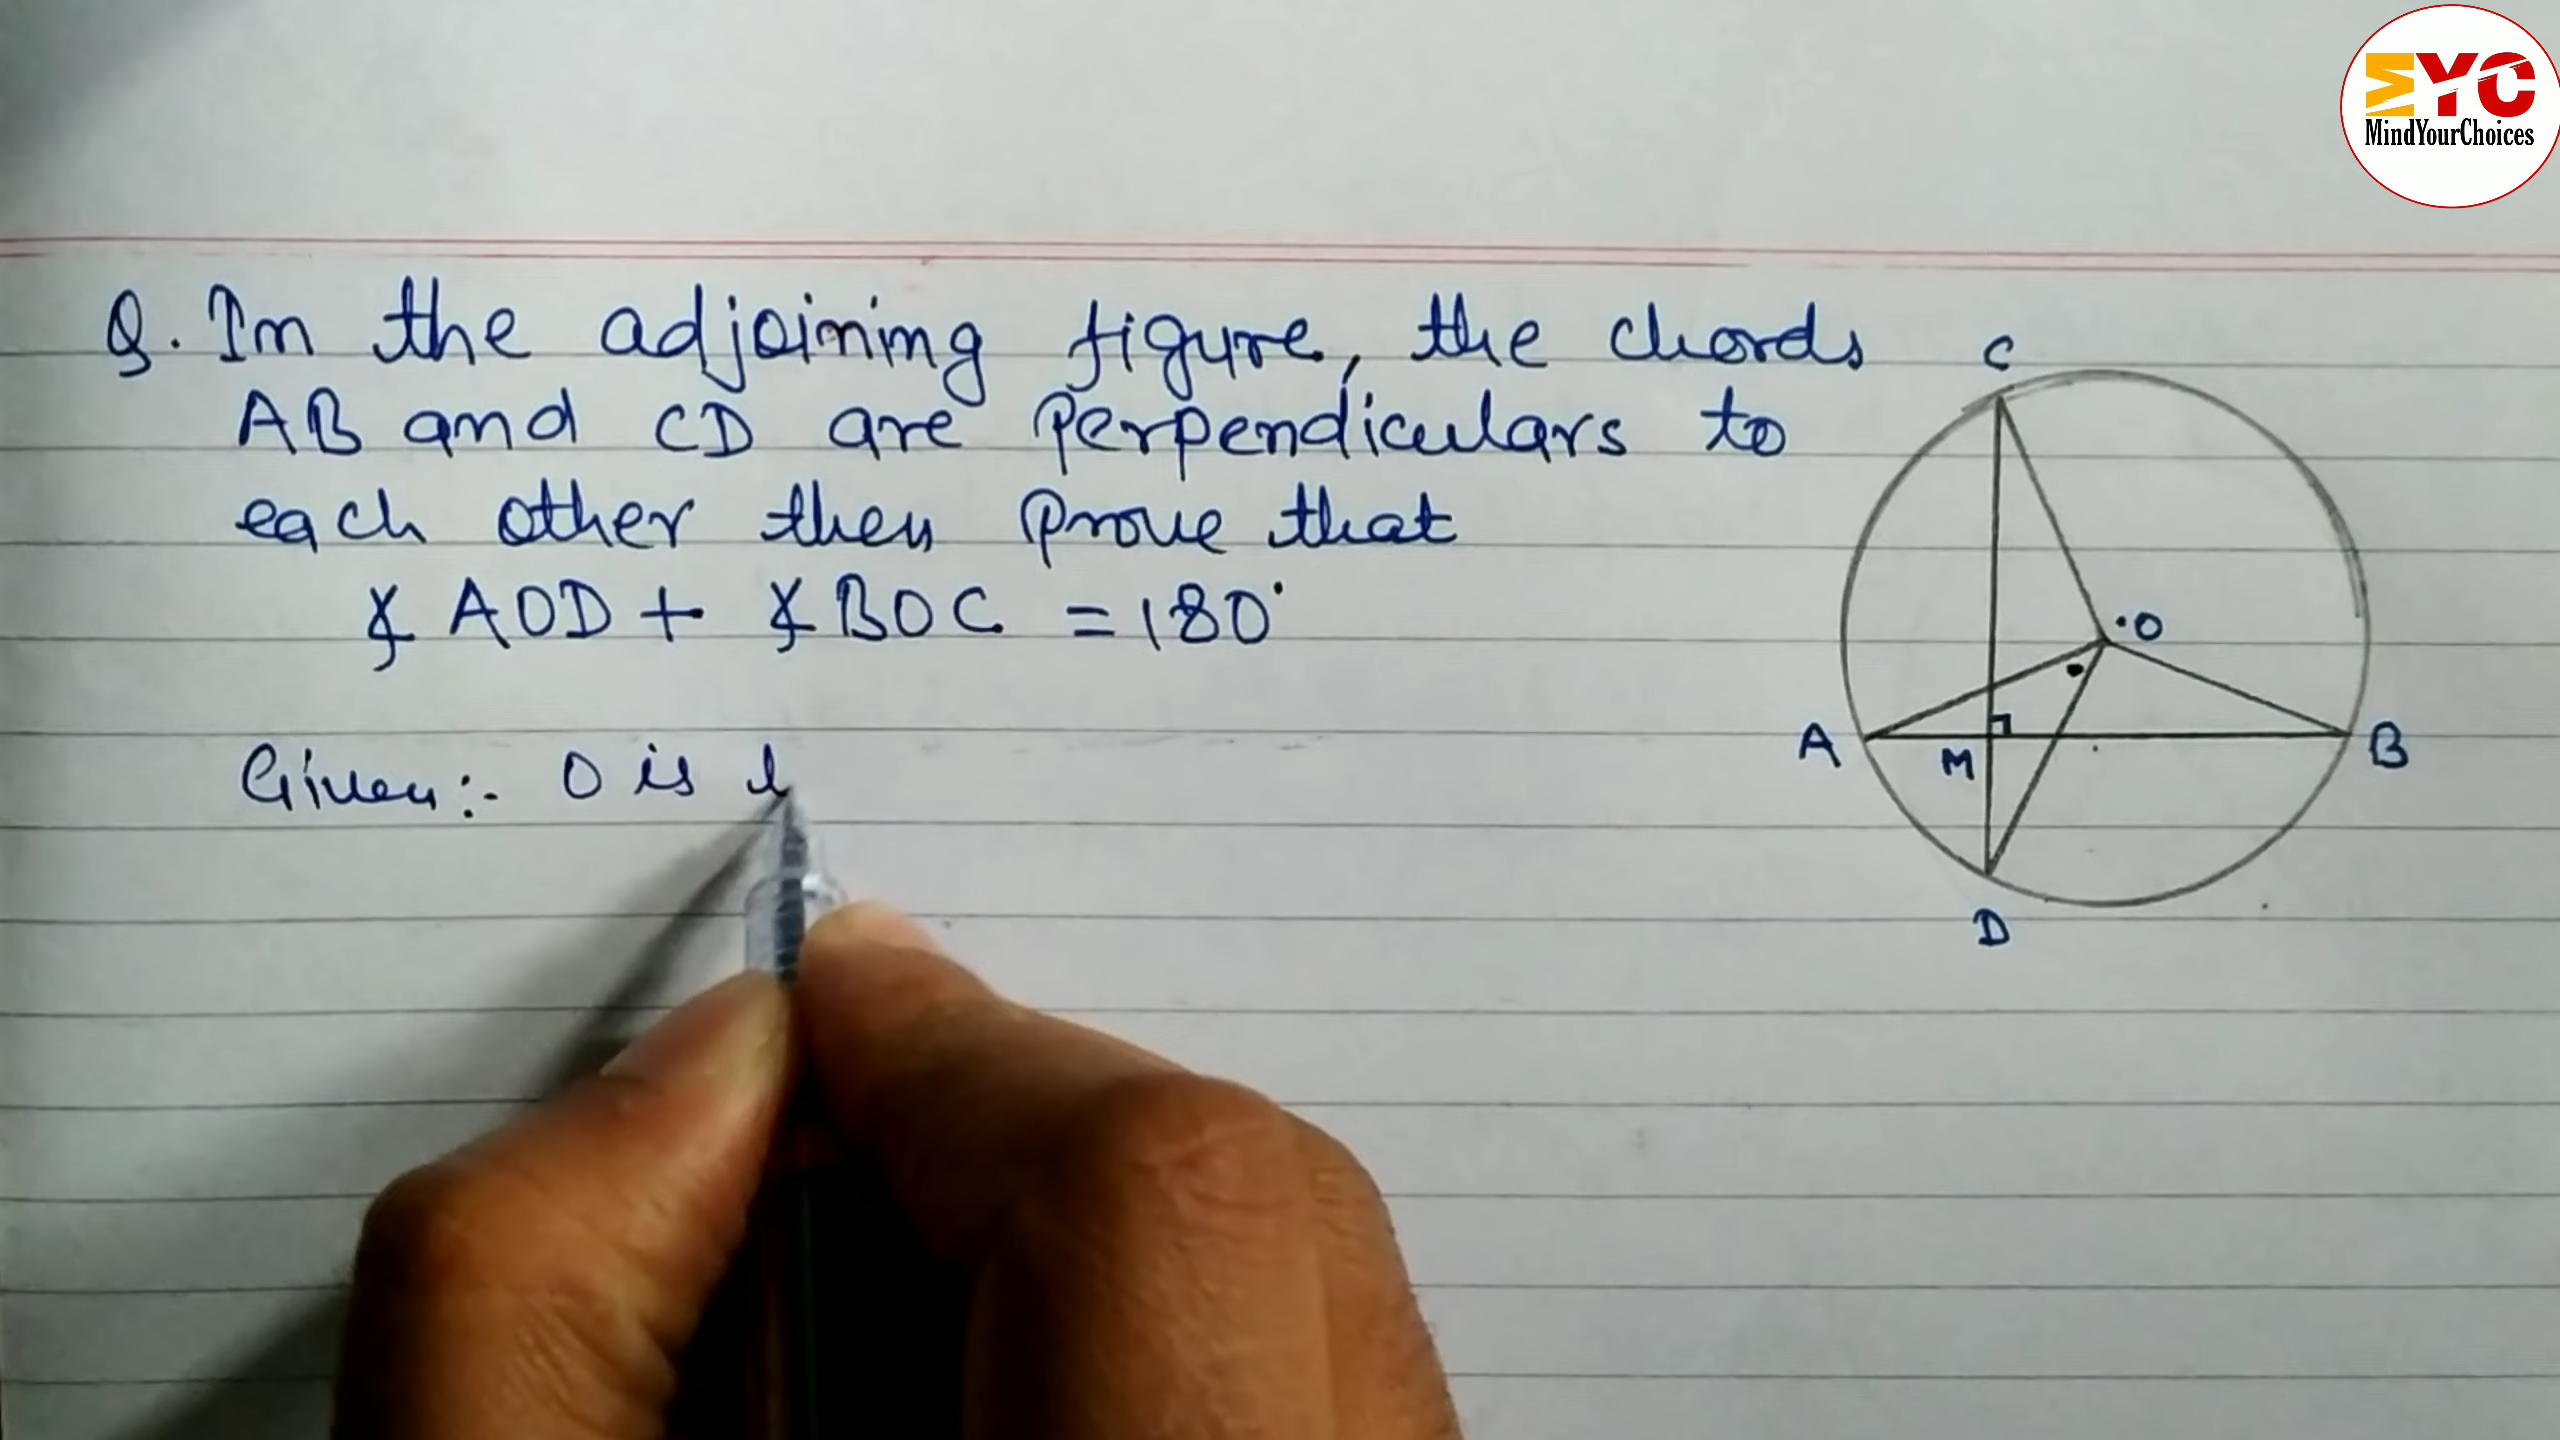 MYC
MindYourChoices
Q. In the adjoining figure, the chords
AB and CD are perpendiculars to
each other then prove that
∡ AOD + ∡ BOC = 180°
Given:- O is
C
O
A
M
B
D